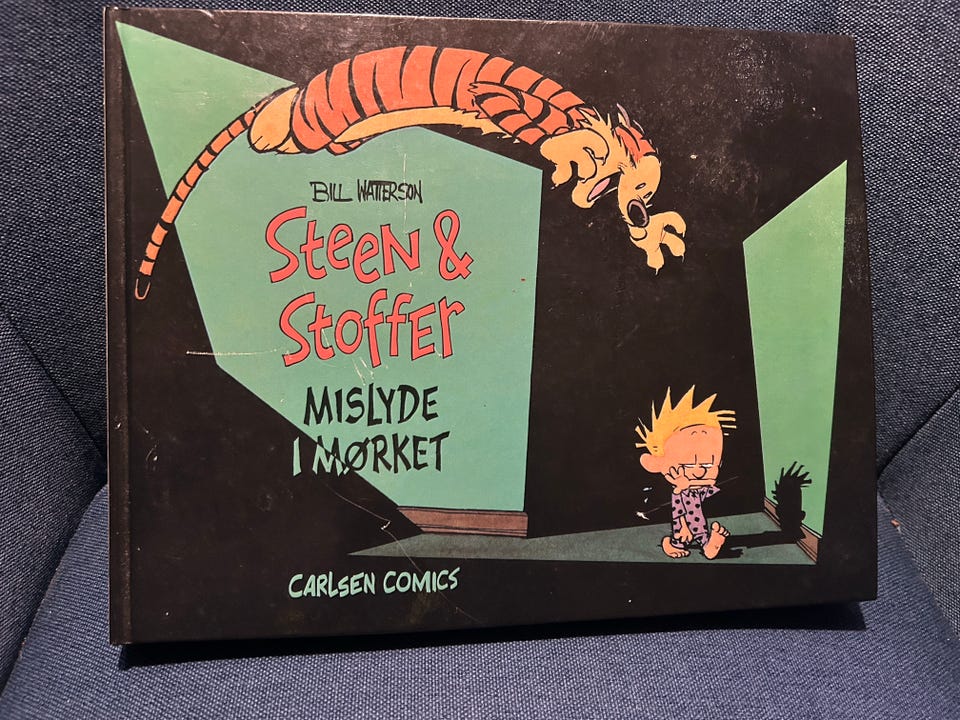 BILL WATTERSON
Steen &
Stoffer
MISLYDE
I MØRKET
CARLSEN COMICS